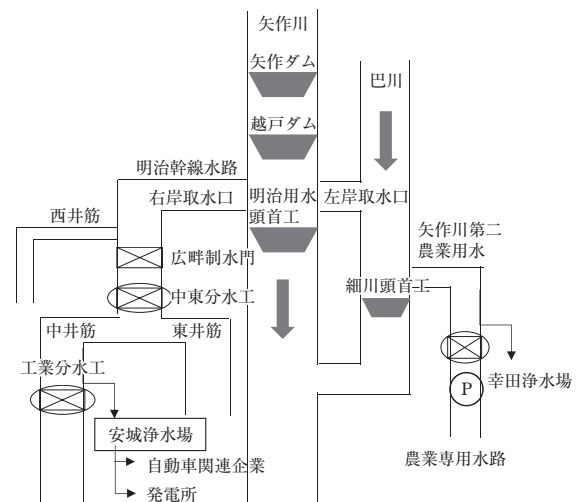 矢作川
矢作ダム
巴川
越戸ダム
明治幹線水路
右岸取水口
明治用水
頭首工
左岸取水口
西井筋
矢作川第二
農業用水
広畔制水門
細川頭首工
中東分水工
中井筋
東井筋
工業分水工
幸田浄水場
P
安城浄水場
農業専用水路
自動車関連企業
発電所